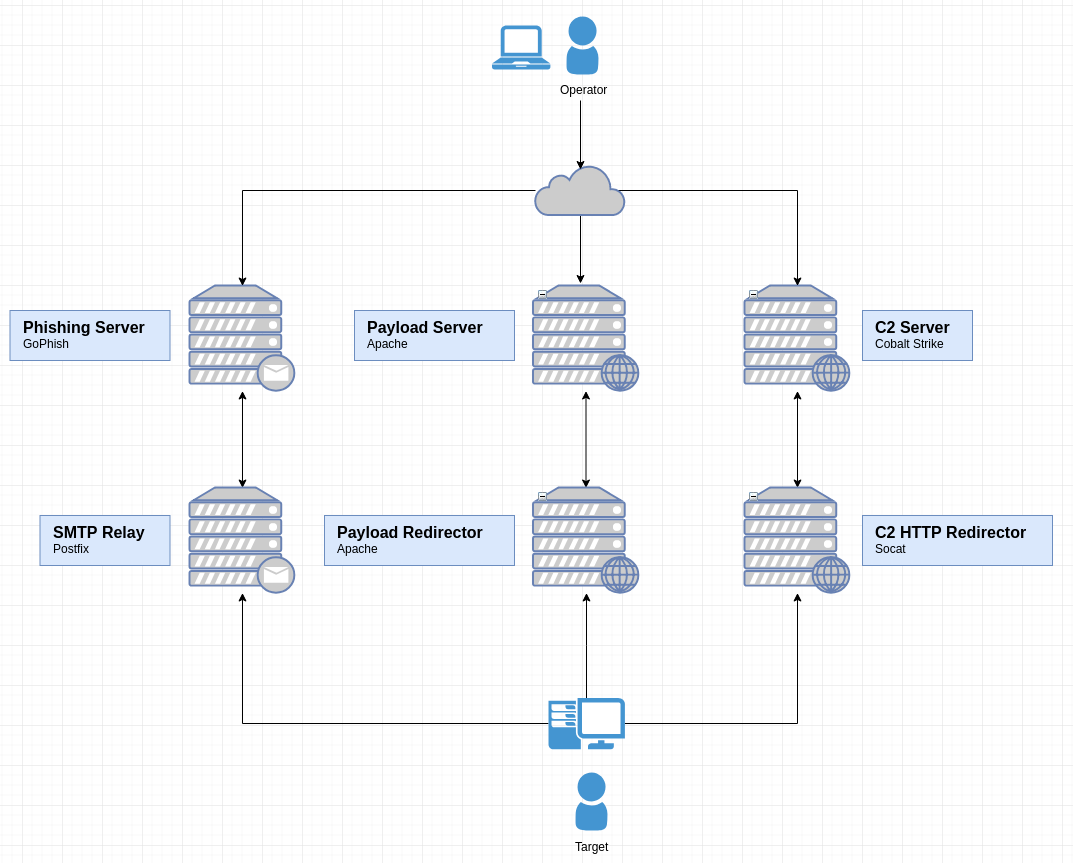 Operator
Phishing Server
GoPhish
Payload Server
Apache
C2 Server
Cobalt Strike
SMTP Relay
Postfix
Payload Redirector
Apache
C2 HTTP Redirector
Socat
Target